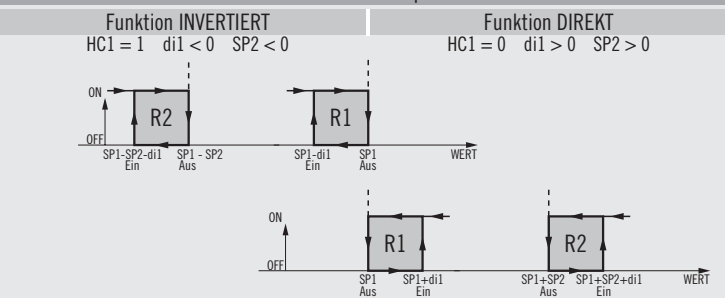 Funktion INVERTIERT
HC1 = 1 di1 < 0 SP2 < 0
Funktion DIREKT
HC1 = 0 di1 > 0 SP2 > 0
ON
R2
R1
OFF
SP1-SP2-di1
Ein
SP1 - SP2
Aus
SP1-di1
Ein
SP1
Aus
WERT
ON
R1
R2
OFF
SP1
Aus
SP1+di1
Ein
SP1+SP2
Aus
SP1+SP2+di1
Ein
WERT